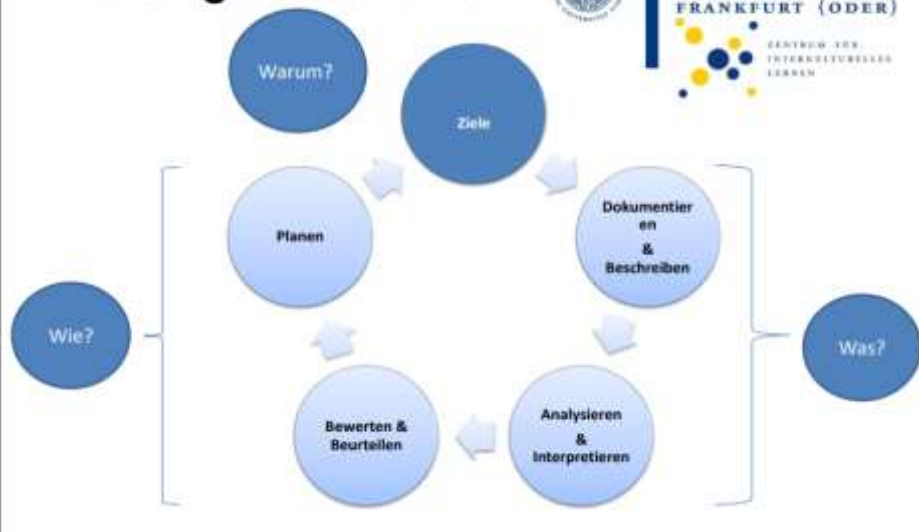 FRANKFURT (ODER)
ZENTRUM FÜR
INTERKULTURELLES
LERNEN
Warum?
Ziele
Planen
Dokumentier
en
&
Beschreiben
Wie?
Was?
Bewerten &
Beurteilen
Analysieren
&
Interpretieren